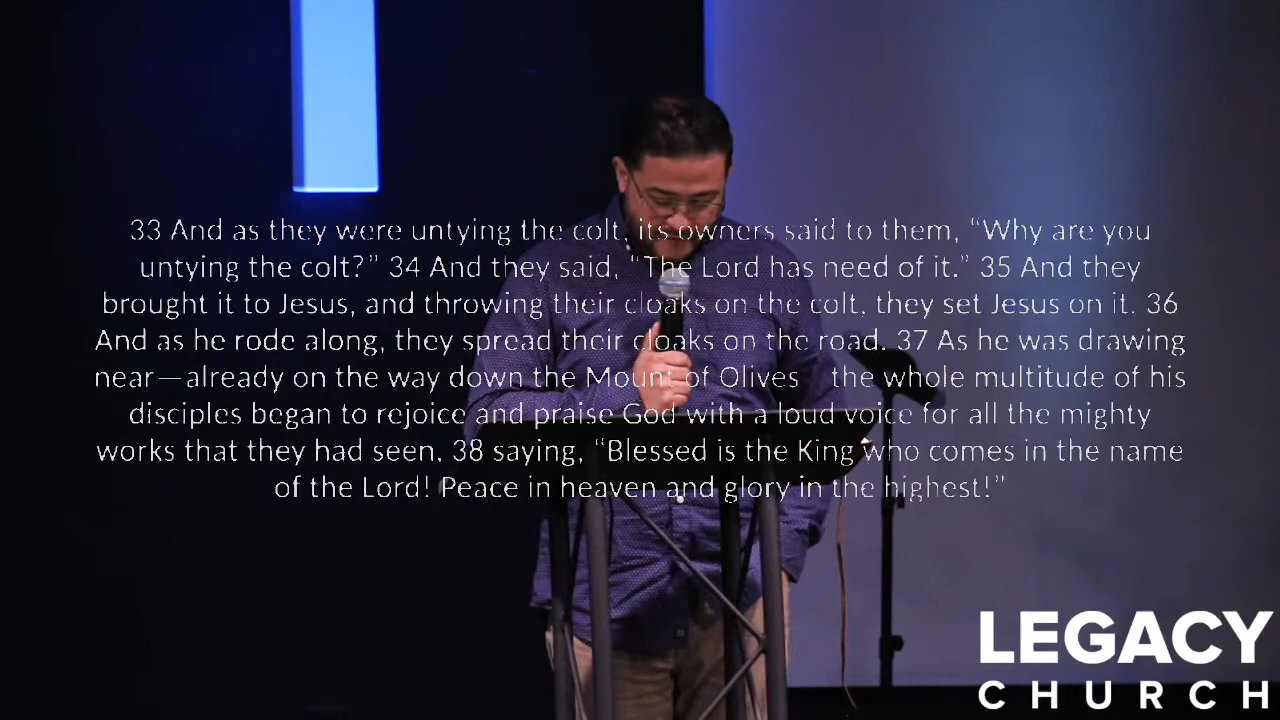 33 And as they were untying the colt, its owners said to them, “Why are you
untying the colt?” 34 And they said, “The Lord has need of it.” 35 And they
brought it to Jesus, and throwing their cloaks on the colt, they set Jesus on it. 36
And as he rode along, they spread their cloaks on the road. 37 As he was drawing
near—already on the way down the Mount of Olives—the whole multitude of his
disciples began to rejoice and praise God with a loud voice for all the mighty
works that they had seen, 38 saying, “Blessed is the King who comes in the name
of the Lord! Peace in heaven and glory in the highest!”
LEGACY
CHURCH